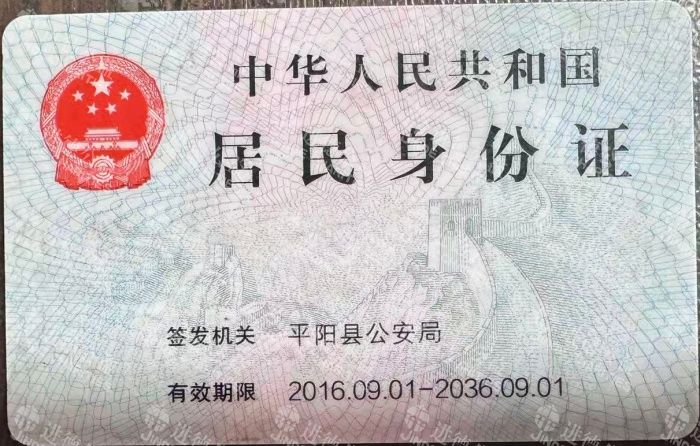 中华人民共和国
居民身份证
签发机关 平阳县公安局
有效期限 2016.09.01-2036.09.01